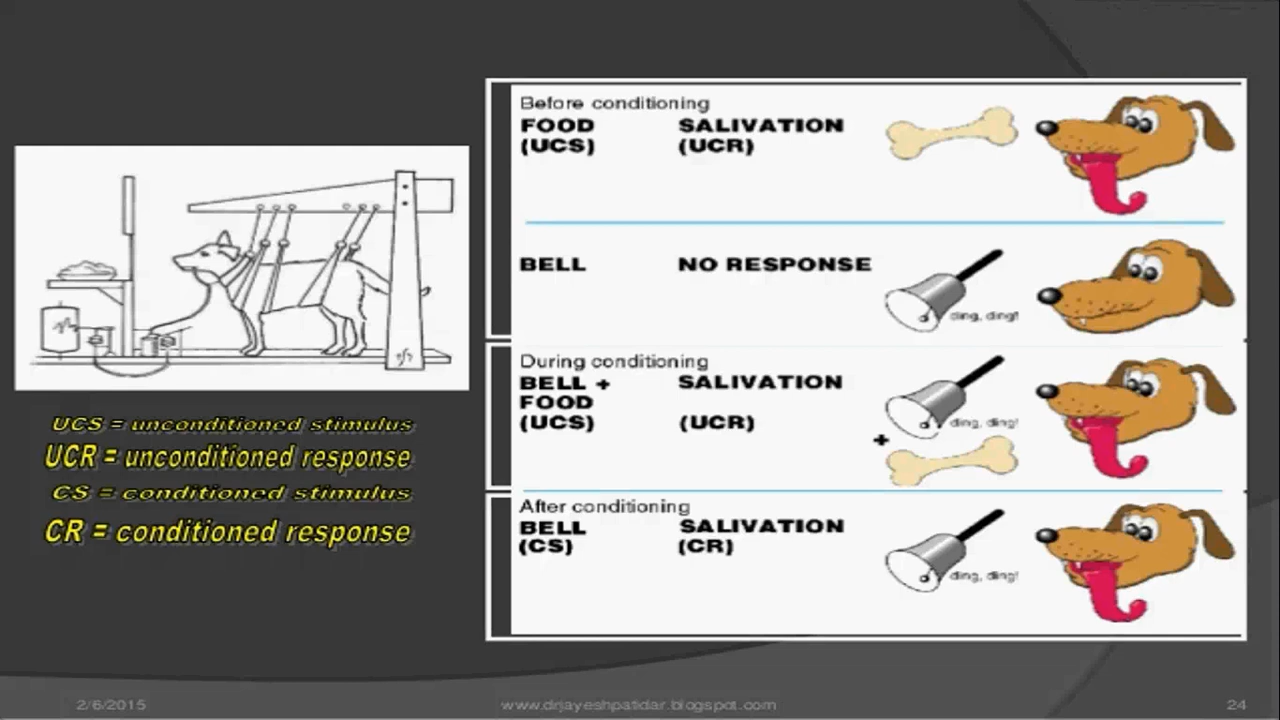 UCS = unconditioned stimulus
UCR = unconditioned response
CS = conditioned stimulus
CR = conditioned response
Before conditioning
FOOD SALIVATION
(UCS) (UCR)
BELL NO RESPONSE
ding, ding!
During conditioning
BELL + SALIVATION
FOOD
(UCS) (UCR)
ding, ding!
+
After conditioning
BELL SALIVATION
(CS) (CR)
ding, ding!
2/6/2015 www.drjayeshpatidar.blogspot.com 24